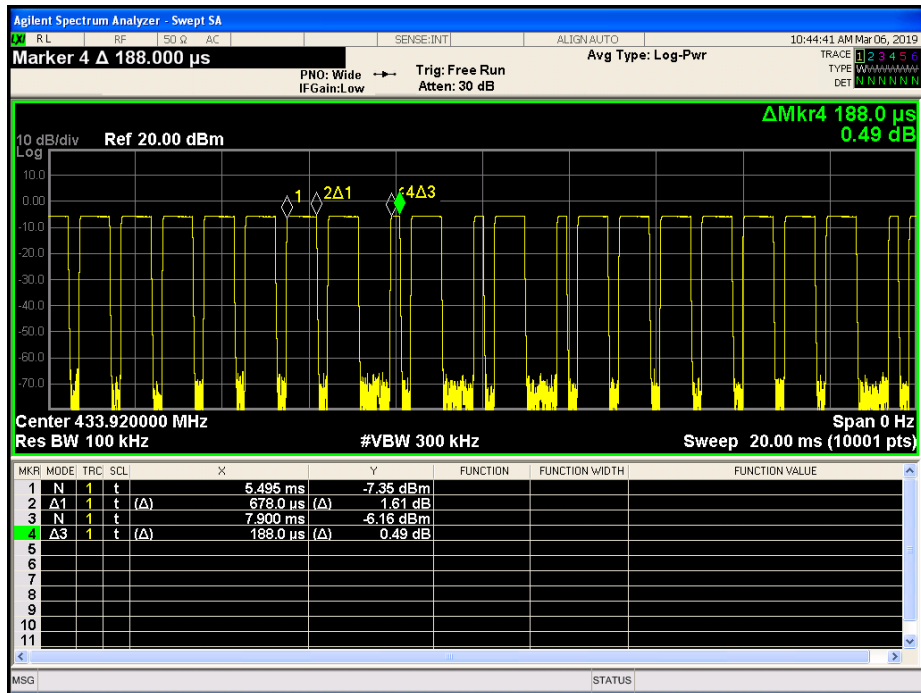 Agilent Spectrum Analyzer - Swept SA
LXI RL RF 50 Ω AC SENSE:INT ALIGN AUTO 10:44:41 AM Mar 06, 2019
Marker 4 Δ 188.000 µs
PNO: Wide Trig: Free Run Avg Type: Log-Pwr TRACE 1 2 3 4 5 6
IFGain:Low Atten: 30 dB TYPE WWWWWW
DET N N N N N N
ΔMkr4 188.0 µs
0.49 dB
10 dB/div Ref 20.00 dBm
Log
10.0
0.00
-10.0
-20.0
-30.0
-40.0
-50.0
-60.0
-70.0
1 2Δ1 4Δ3
Center 433.920000 MHz Span 0 Hz
Res BW 100 kHz #VBW 300 kHz Sweep 20.00 ms (10001 pts)
MKR MODE TRC SCL X Y FUNCTION FUNCTION WIDTH FUNCTION VALUE
1 N 1 t 5.495 ms -7.35 dBm
2 Δ1 1 t (Δ) 678.0 µs (Δ) 1.61 dB
3 N 1 t 7.900 ms -6.16 dBm
4 Δ3 1 t (Δ) 188.0 µs (Δ) 0.49 dB
5
6
7
8
9
10
11
MSG STATUS